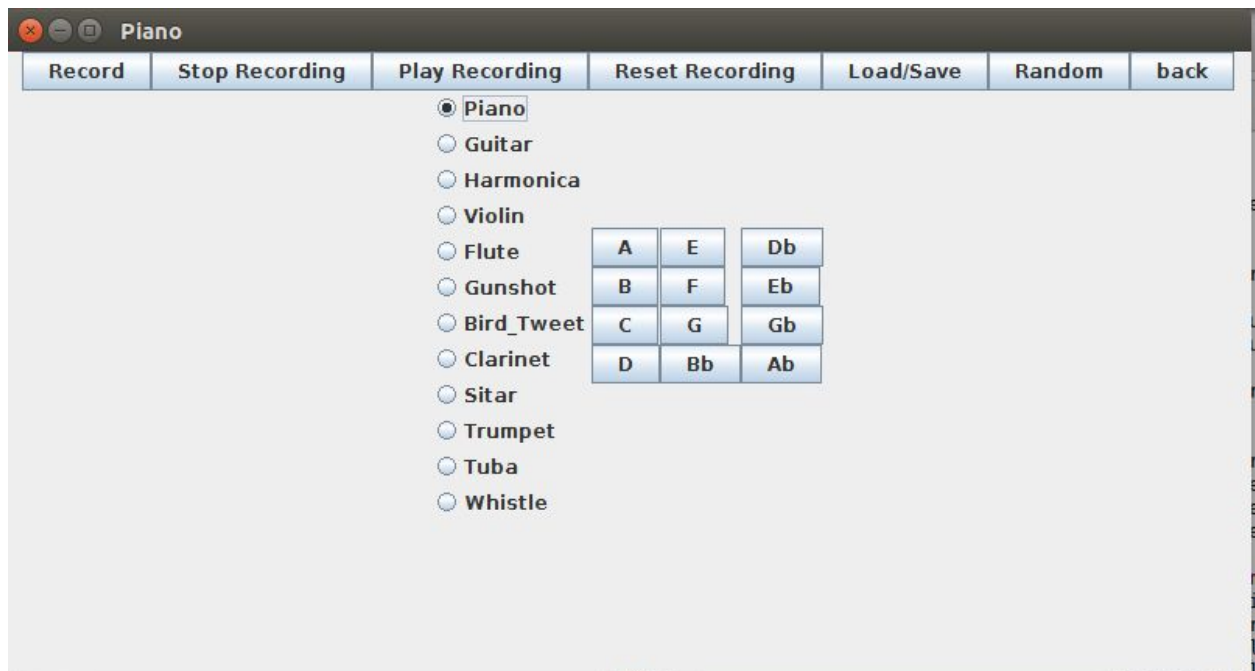 Piano
Record Stop Recording Play Recording Reset Recording Load/Save Random back
Piano
Guitar
Harmonica
Violin
Flute
Gunshot
Bird_Tweet
Clarinet
Sitar
Trumpet
Tuba
Whistle
A E Db
B F Eb
C G Gb
D Bb Ab